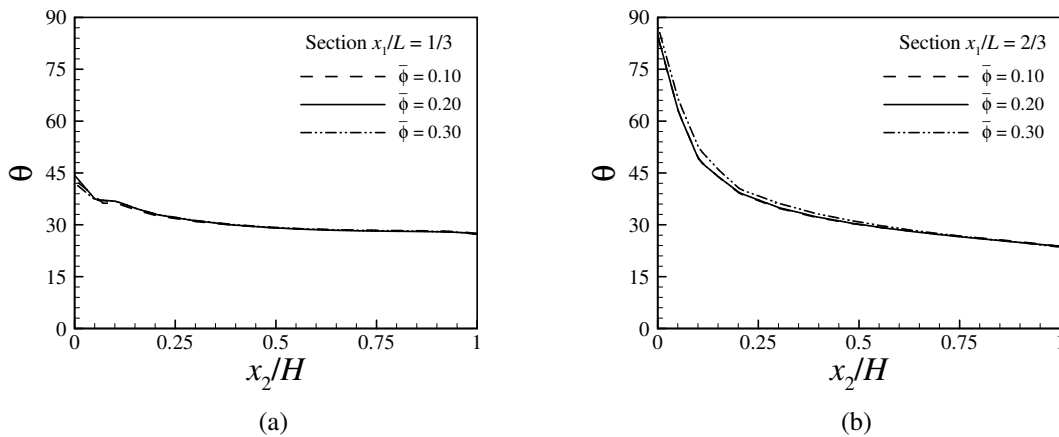 90
75
60
45
30
15
0
θ
Section x₁/L = 1/3
ϕ̄ = 0.10
ϕ̄ = 0.20
ϕ̄ = 0.30
0 0.25 0.5 0.75 1
x₂/H
(a)
90
75
60
45
30
15
0
θ
Section x₁/L = 2/3
ϕ̄ = 0.10
ϕ̄ = 0.20
ϕ̄ = 0.30
0 0.25 0.5 0.75 1
x₂/H
(b)